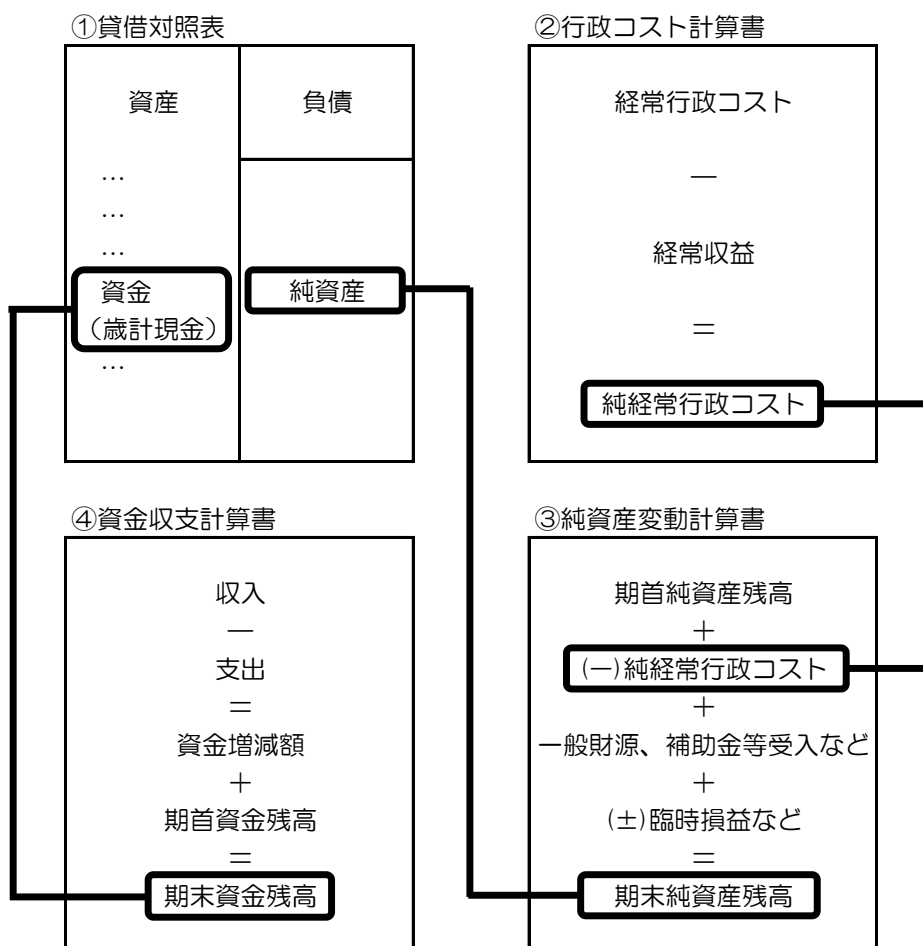 ①貸借対照表
資産
負債
…
…
…
資金
（歳計現金）
…
純資産
②行政コスト計算書
経常行政コスト
－
経常収益
＝
純経常行政コスト
④資金収支計算書
収入
－
支出
＝
資金増減額
＋
期首資金残高
＝
期末資金残高
③純資産変動計算書
期首純資産残高
＋
(－)純経常行政コスト
＋
一般財源、補助金等受入など
＋
(±)臨時損益など
＝
期末純資産残高